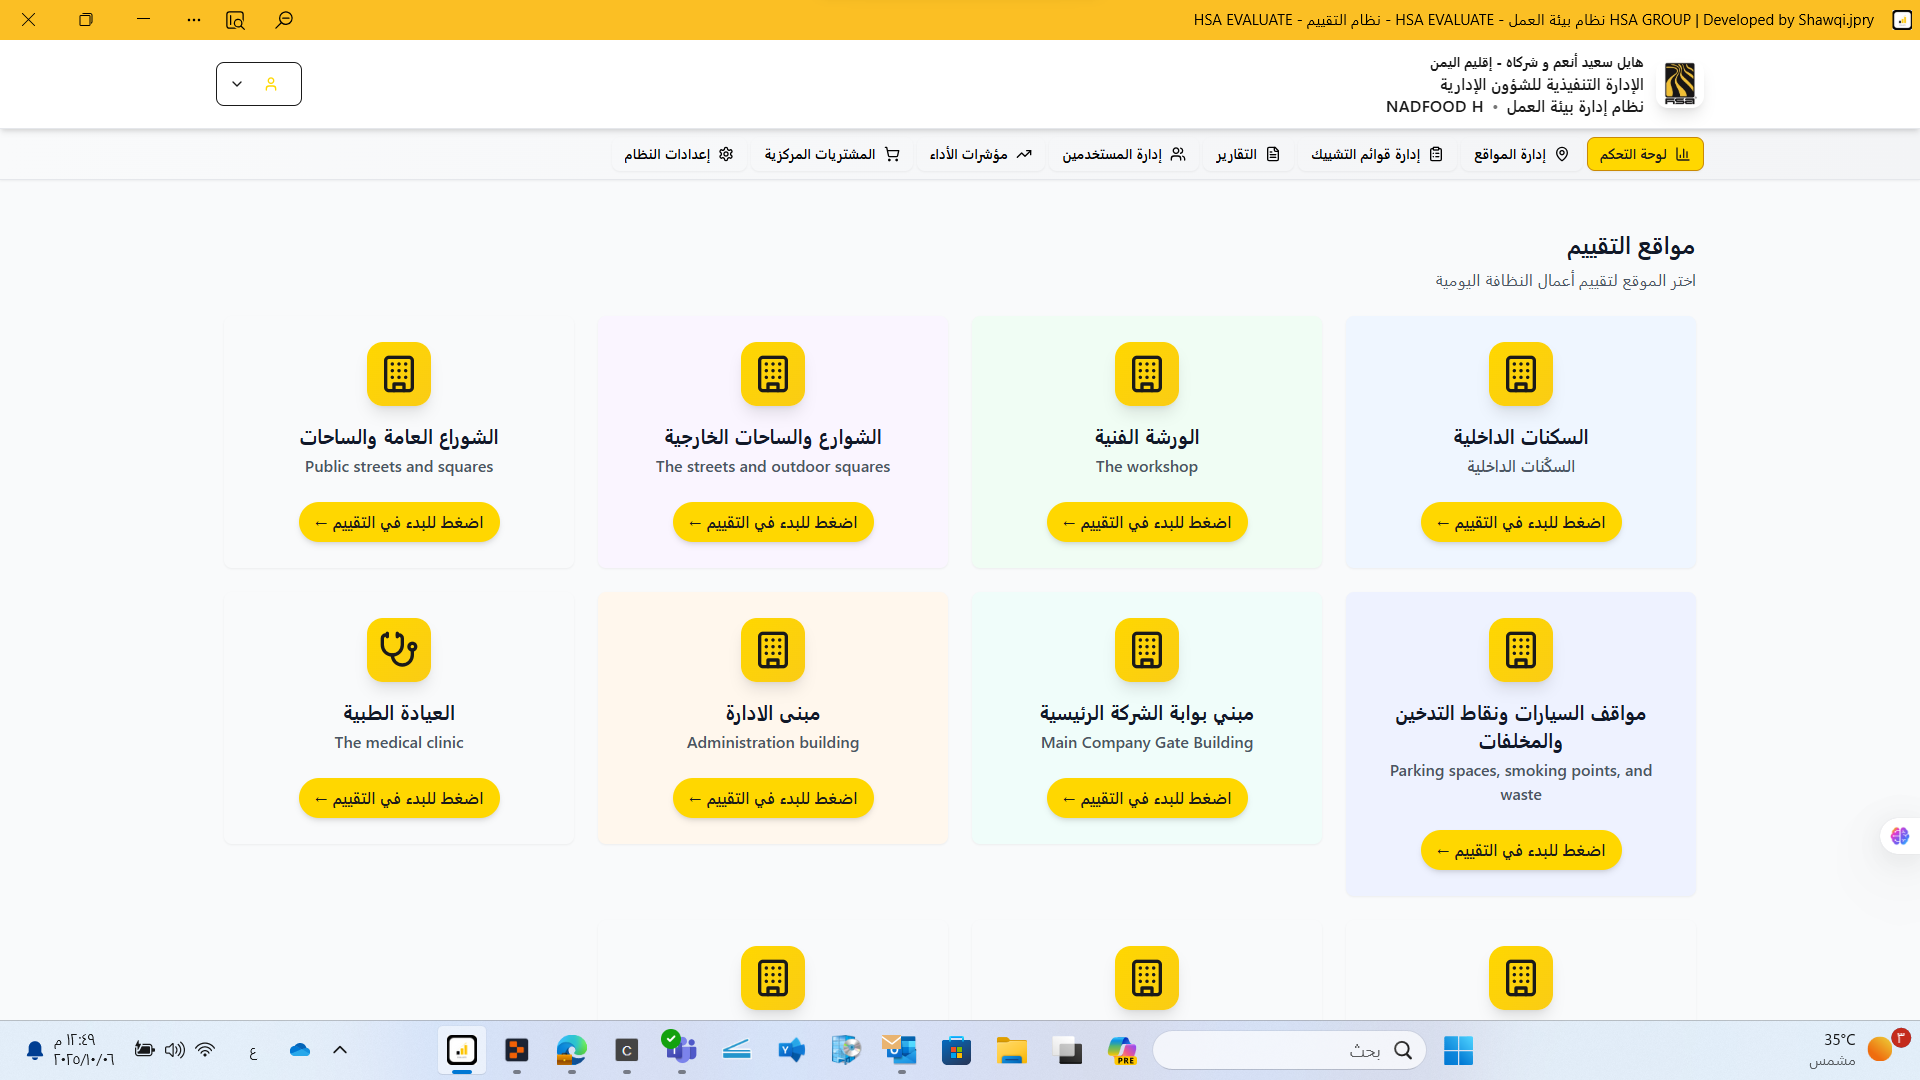 HSA EVALUATE - نظام التقييم - HSA EVALUATE - نظام بيئة العمل HSA GROUP | Developed by Shawqi.jpry
هايل سعيد أنعم و شركاه - إقليم اليمن
الإدارة التنفيذية للشؤون الإدارية
نظام إدارة بيئة العمل • NADFOOD H
HSA
لوحة التحكم
إدارة المواقع
إدارة قوائم التشييك
التقارير
إدارة المستخدمين
مؤشرات الأداء
المشتريات المركزية
إعدادات النظام
مواقع التقييم
اختر الموقع لتقييم أعمال النظافة اليومية
السكنات الداخلية
السكّنات الداخلية
اضغط للبدء في التقييم ←
الورشة الفنية
The workshop
اضغط للبدء في التقييم ←
الشوارع والساحات الخارجية
The streets and outdoor squares
اضغط للبدء في التقييم ←
الشوراع العامة والساحات
Public streets and squares
اضغط للبدء في التقييم ←
مواقف السيارات ونقاط التدخين
والمخلفات
Parking spaces, smoking points, and
waste
اضغط للبدء في التقييم ←
مبني بوابة الشركة الرئيسية
Main Company Gate Building
اضغط للبدء في التقييم ←
مبنى الادارة
Administration building
اضغط للبدء في التقييم ←
العيادة الطبية
The medical clinic
اضغط للبدء في التقييم ←
٣
35°C
مشمس
بحث
PRE
C
ع
١٢:٤٩ م
٢٠٢٥/١٠/٠٦